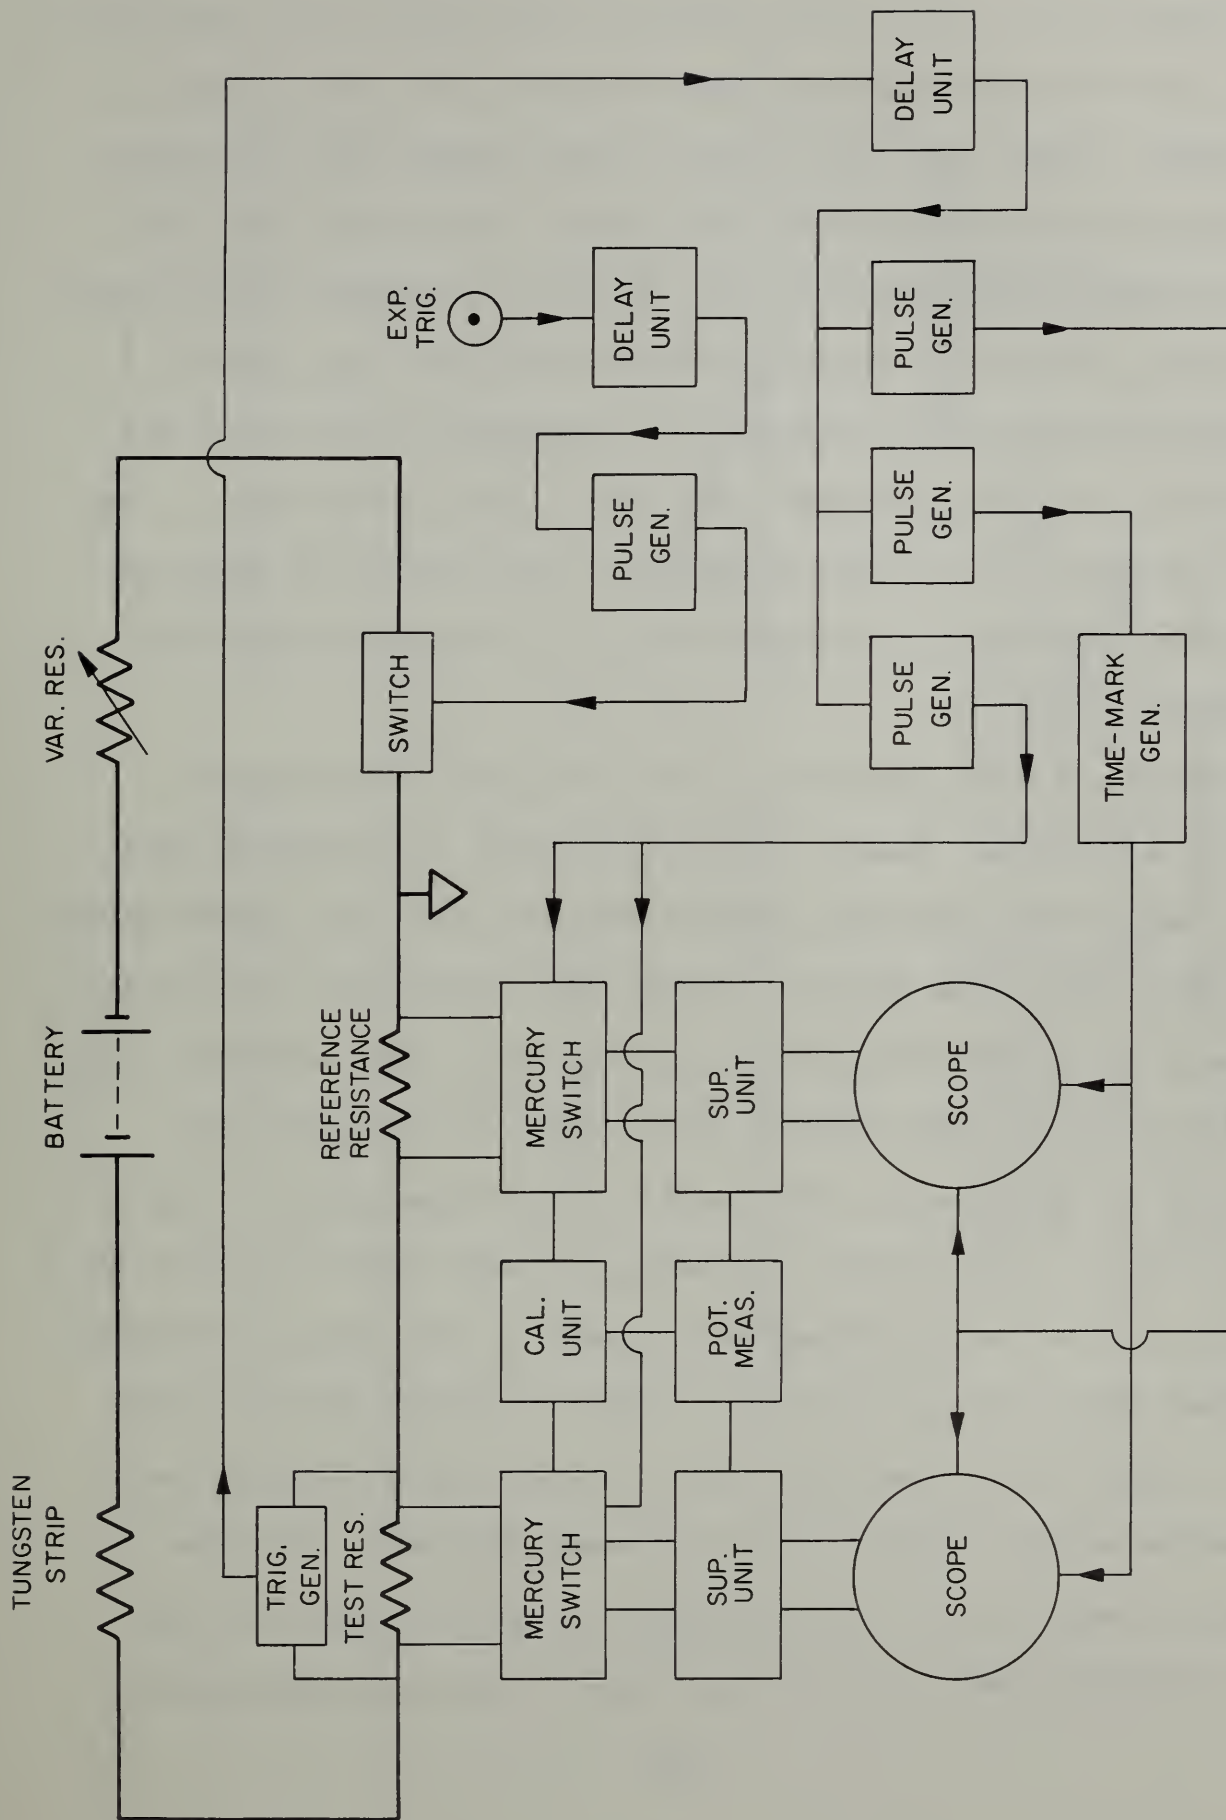 TUNGSTEN
STRIP
BATTERY
VAR. RES.
TRIG.
GEN.
TEST RES.
REFERENCE
RESISTANCE
SWITCH
EXP.
TRIG.
MERCURY
SWITCH
CAL.
UNIT
MERCURY
SWITCH
PULSE
GEN.
DELAY
UNIT
SUP.
UNIT
POT.
MEAS.
SUP.
UNIT
SCOPE
SCOPE
PULSE
GEN.
PULSE
GEN.
PULSE
GEN.
DELAY
UNIT
TIME-MARK
GEN.